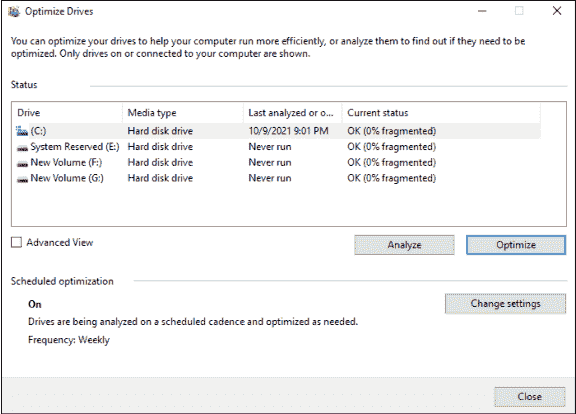 Optimize Drives
You can optimize your drives to help your computer run more efficiently, or analyze them to find out if they need to be
optimized. Only drives on or connected to your computer are shown.
Status
Drive Media type Last analyzed or o... Current status
(C:) Hard disk drive 10/9/2021 9:01 PM OK (0% fragmented)
System Reserved (E:) Hard disk drive Never run OK (0% fragmented)
New Volume (F:) Hard disk drive Never run OK (0% fragmented)
New Volume (G:) Hard disk drive Never run OK (0% fragmented)
Advanced View Analyze Optimize
Scheduled optimization
On Change settings
Drives are being analyzed on a scheduled cadence and optimized as needed.
Frequency: Weekly
Close